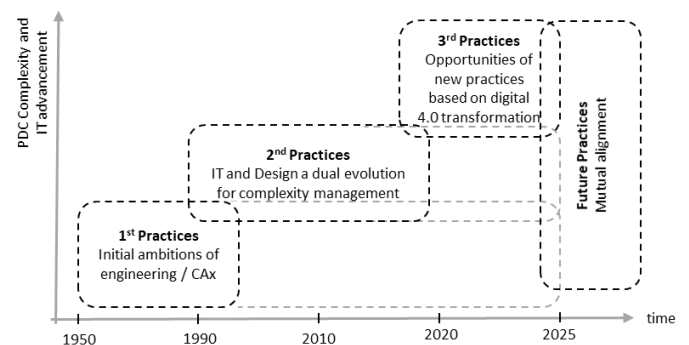 PDC Complexity and
IT advancement
3rd Practices
Opportunities of
new practices
based on digital
4.0 transformation
Future Practices
Mutual alignment
2nd Practices
IT and Design a dual evolution
for complexity management
1st Practices
Initial ambitions of
engineering / CAx
time
1950
1990
2010
2020
2025